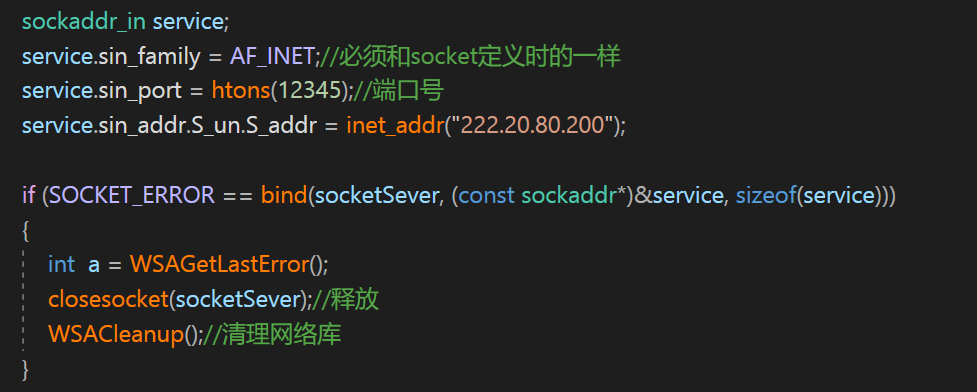 sockaddr_in service;
service.sin_family = AF_INET;//必须和socket定义时的一样
service.sin_port = htons(12345);//端口号
service.sin_addr.S_un.S_addr = inet_addr("222.20.80.200");
if (SOCKET_ERROR == bind(socketSever, (const sockaddr*)&service, sizeof(service)))
{
int a = WSAGetLastError();
closesocket(socketSever);//释放
WSACleanup();//清理网络库
}